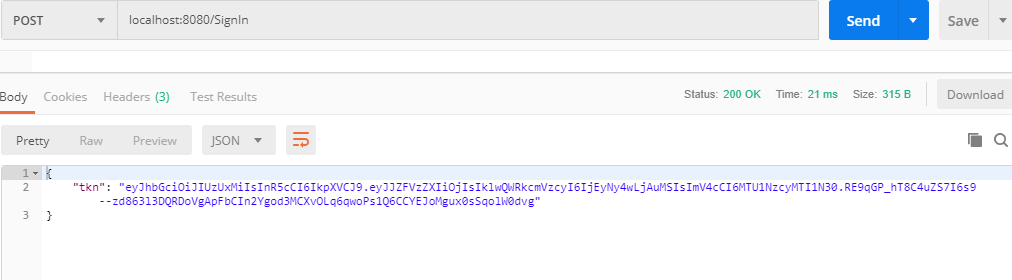 POST localhost:8080/SignIn Send Save
Body Cookies Headers (3) Test Results Status: 200 OK Time: 21 ms Size: 315 B Download
Pretty Raw Preview JSON
1 {
2 "tkn": "eyJhbGciOiJIUzUxMiIsInR5cCI6IkpXVCJ9.eyJJZFVzZXIiOjIsIklwQWRkcmVzcyI6IjEyNy4wLjAuMSIsImV4cCI6MTU1NzcyMTI1N30.RE9qGP_hT8C4uZS7I6s9
--zd863l3DQRDoVgApFbCIn2Ygod3MCXvOLq6qwoPs1Q6CCYEJoMgux0sSqolW0dvg"
3 }